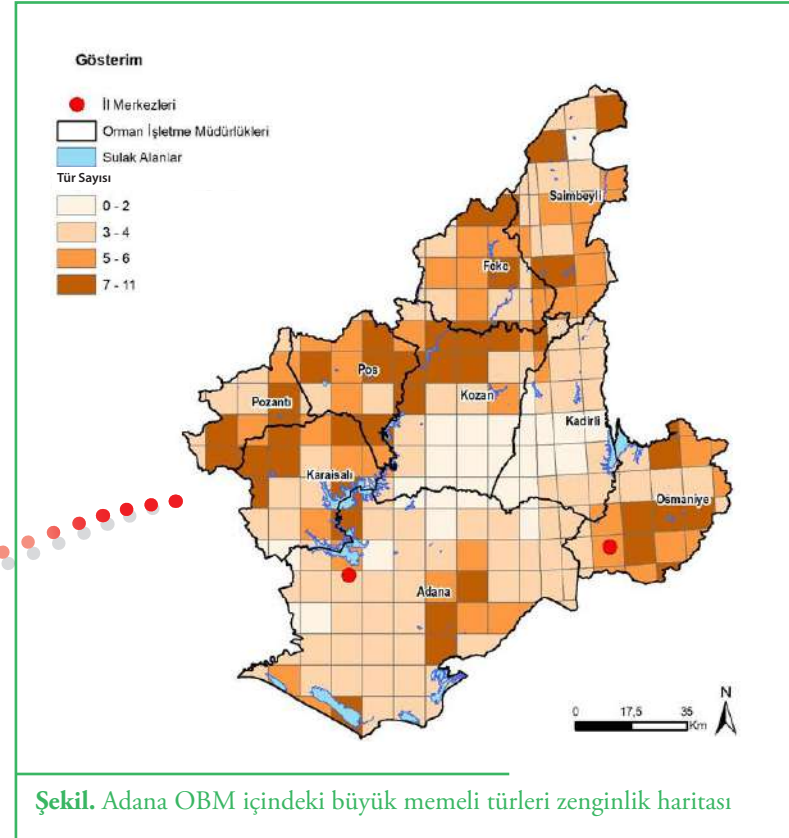 Gösterim
İl Merkezleri
Orman İşletme Müdürlükleri
Sulak Alanlar
Tür Sayısı
0 - 2
3 - 4
5 - 6
7 - 11
Saimbeyli
Feke
Pos
Pozantı
Kozan
Kadirli
Karaisalı
Osmaniye
Adana
N
0 17,5 35
Km
Şekil. Adana OBM içindeki büyük memeli türleri zenginlik haritası